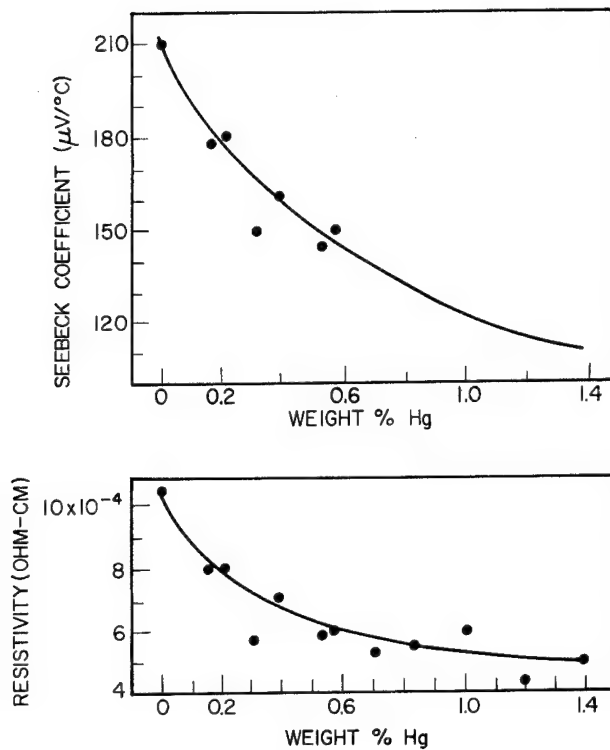 210
180
150
120
SEEBECK COEFFICIENT (μV/°C)
0 0.2 0.6 1.0 1.4
WEIGHT % Hg
10x10⁻⁴
8
6
4
RESISTIVITY (OHM-CM)
0 0.2 0.6 1.0 1.4
WEIGHT % Hg